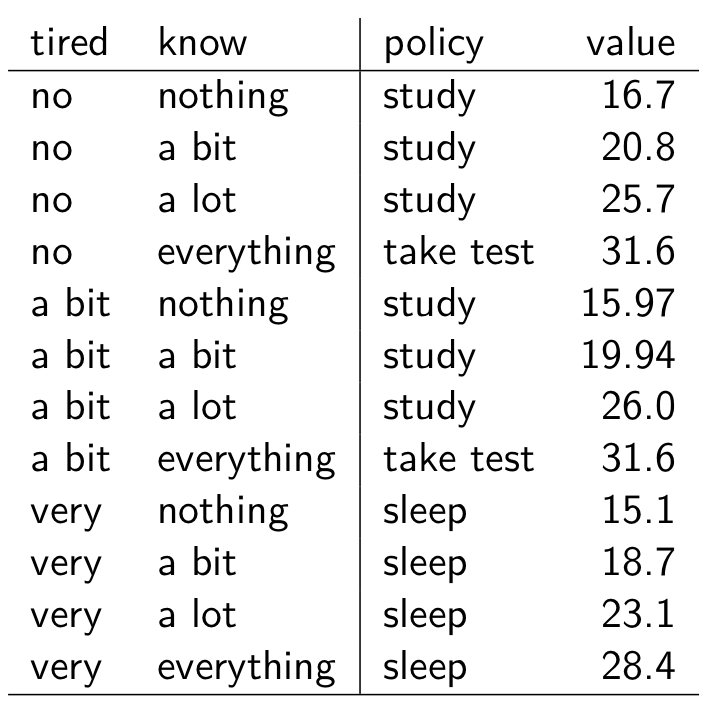 tired know policy value
no nothing study 16.7
no a bit study 20.8
no a lot study 25.7
no everything take test 31.6
a bit nothing study 15.97
a bit a bit study 19.94
a bit a lot study 26.0
a bit everything take test 31.6
very nothing sleep 15.1
very a bit sleep 18.7
very a lot sleep 23.1
very everything sleep 28.4